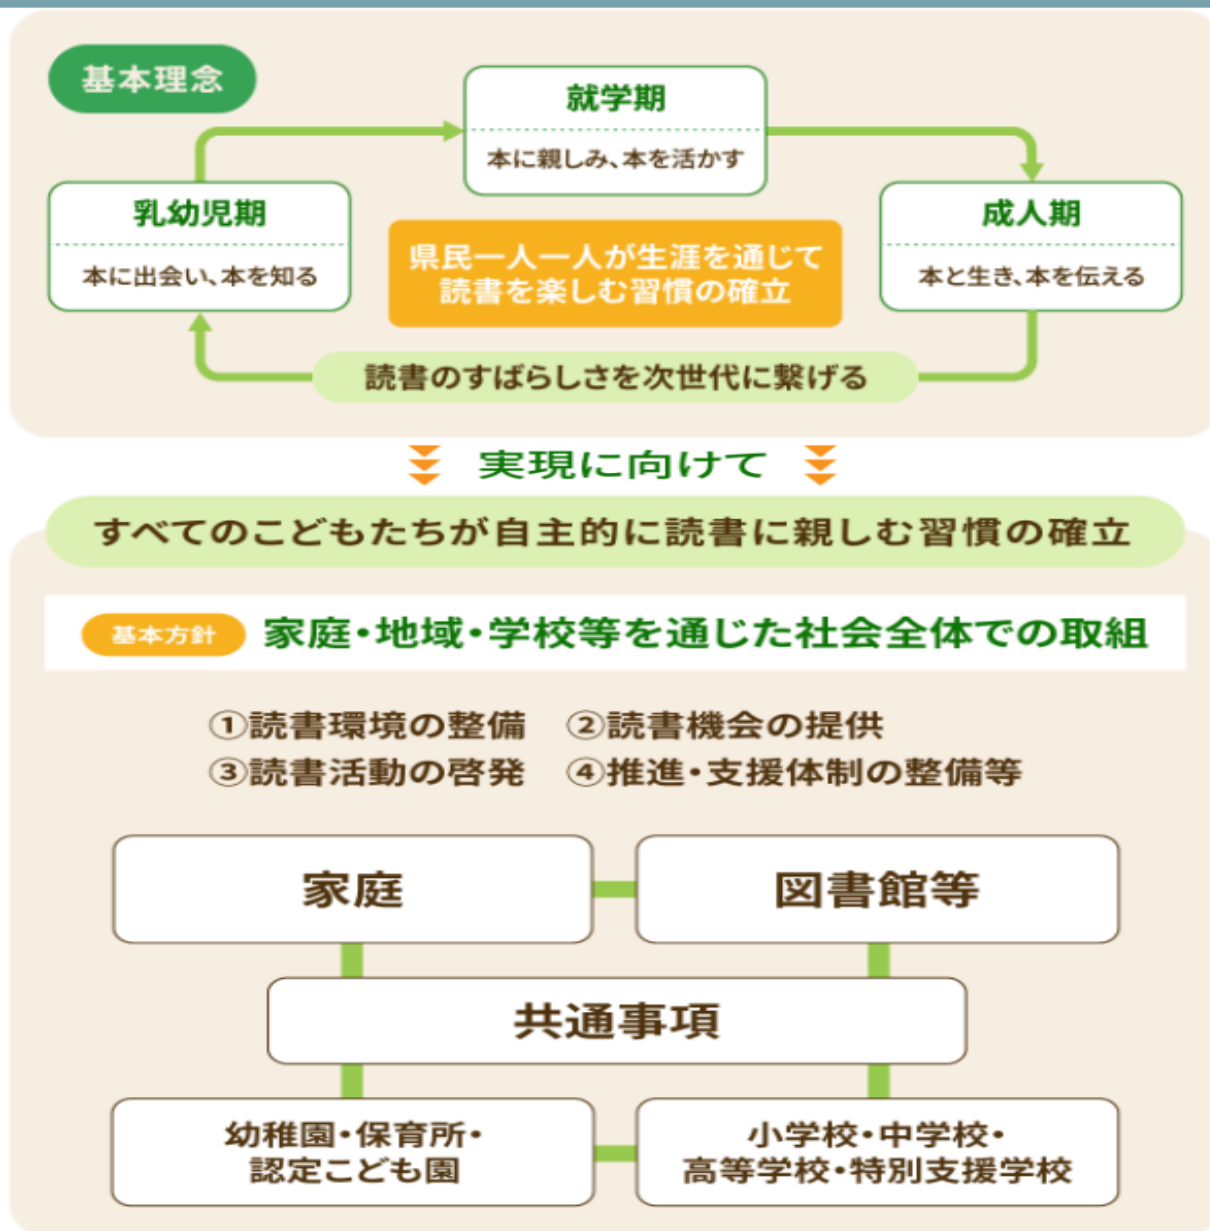 基本理念
就学期
本に親しみ、本を活かす
乳幼児期
本に出会い、本を知る
県民一人一人が生涯を通じて
読書を楽しむ習慣の確立
成人期
本と生き、本を伝える
読書のすばらしさを次世代に繋げる
実現に向けて
すべてのこどもたちが自主的に読書に親しむ習慣の確立
基本方針 家庭・地域・学校等を通じた社会全体での取組
①読書環境の整備 ②読書機会の提供
③読書活動の啓発 ④推進・支援体制の整備等
家庭
図書館等
共通事項
幼稚園・保育所・
認定こども園
小学校・中学校・
高等学校・特別支援学校